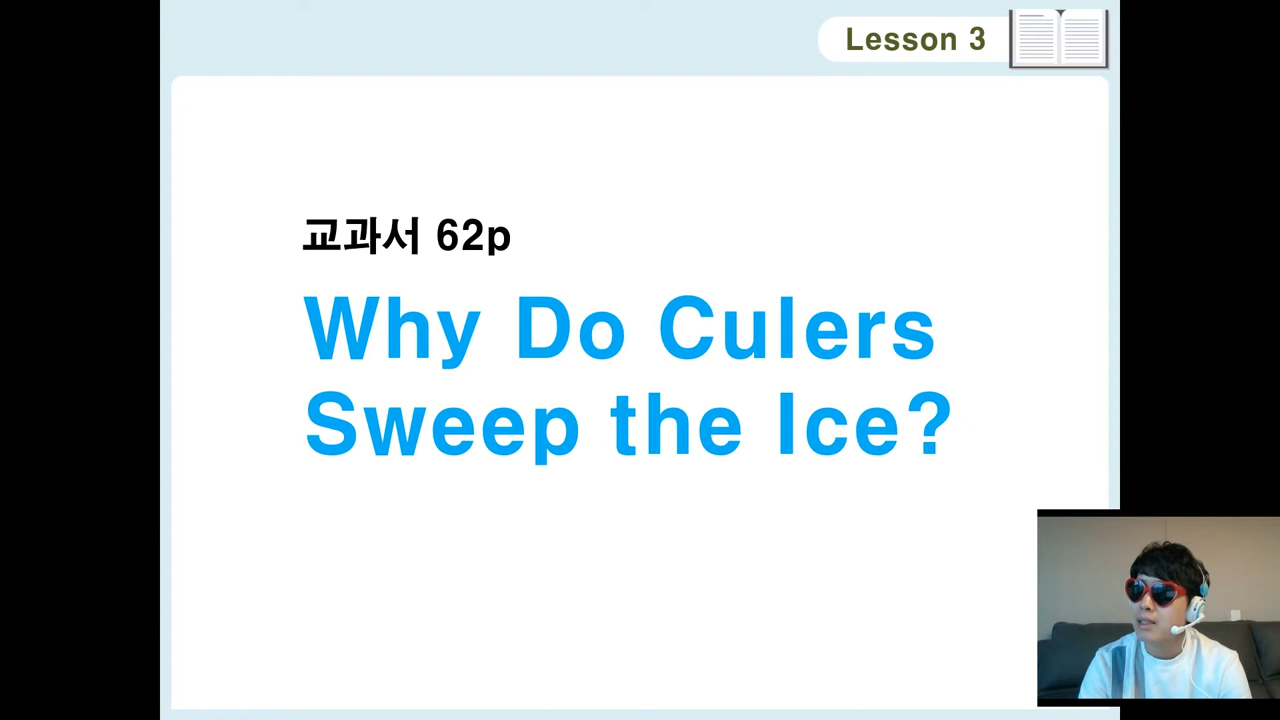 Lesson 3
교과서 62p
Why Do Culers
Sweep the Ice?